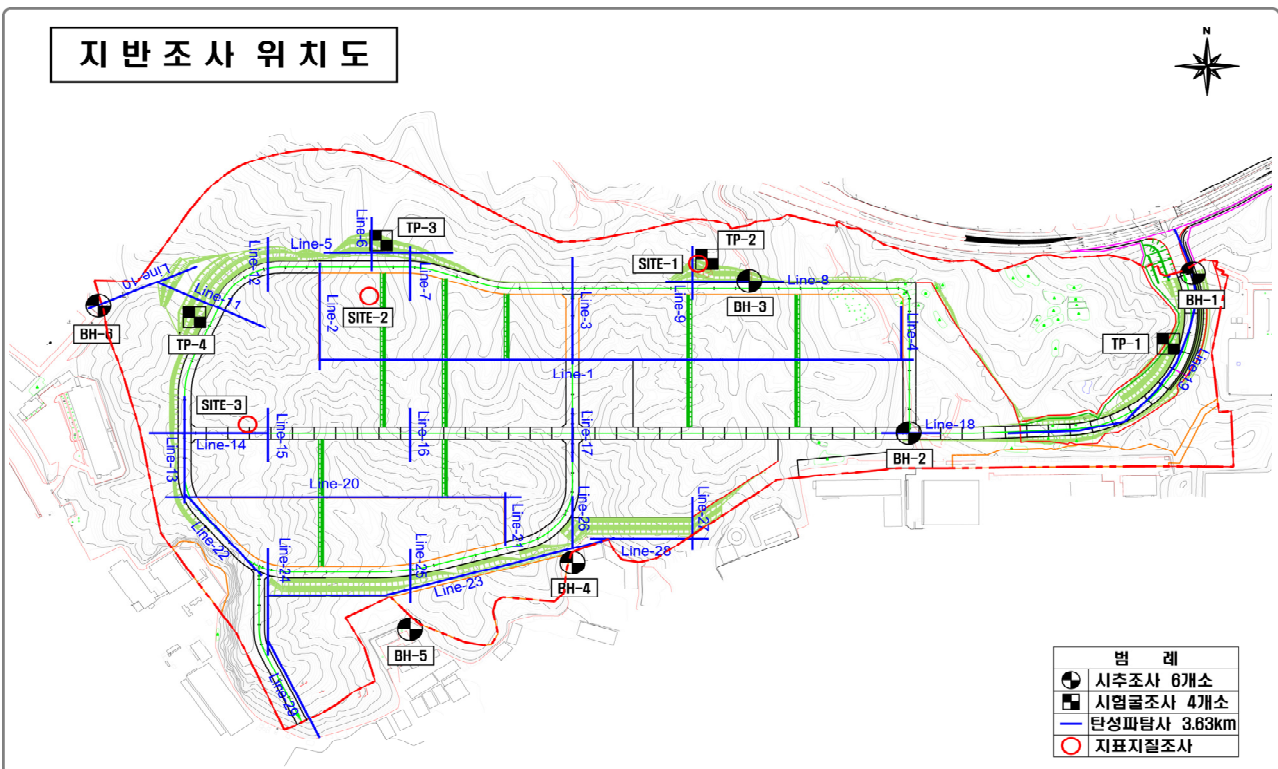 지 반 조 사 위 치 도
N
Line-6
TP-3
Line-5
Line-12
Line-10
Line-11
Line-7
TP-2
SITE-1
Line-8
BH-1
BH-6
TP-4
SITE-2
Line-2
Line-3
Line-9
BH-3
Line-4
TP-1
Line-19
Line-1
SITE-3
Line-14
Line-15
Line-16
Line-17
Line-18
BH-2
Line-13
Line-20
Line-21
Line-26
Line-27
Line-22
Line-24
Line-25
Line-28
Line-23
BH-4
BH-5
Line-29
범 례
시추조사 6개소
시험굴조사 4개소
탄성파탐사 3.63km
지표지질조사